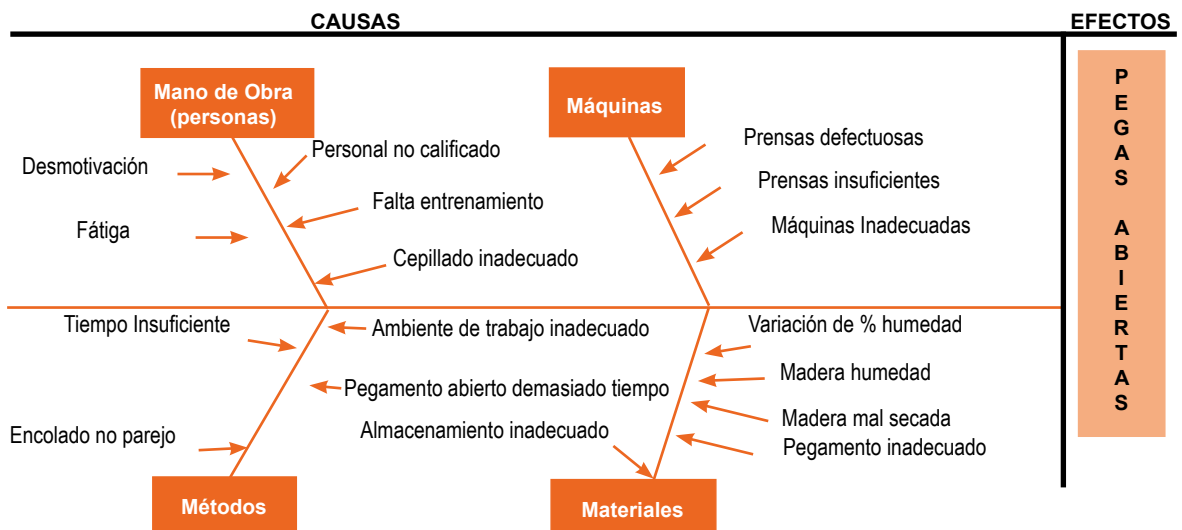 CAUSAS
EFECTOS
Mano de Obra
(personas)
Máquinas
Desmotivación
Personal no calificado
Fátiga
Falta entrenamiento
Cepillado inadecuado
Prensas defectuosas
Prensas insuficientes
Máquinas Inadecuadas
PEGAS ABIERTAS
Tiempo Insuficiente
Ambiente de trabajo inadecuado
Pegamento abierto demasiado tiempo
Encolado no parejo
Métodos
Variación de % humedad
Madera humedad
Madera mal secada
Almacenamiento inadecuado
Pegamento inadecuado
Materiales